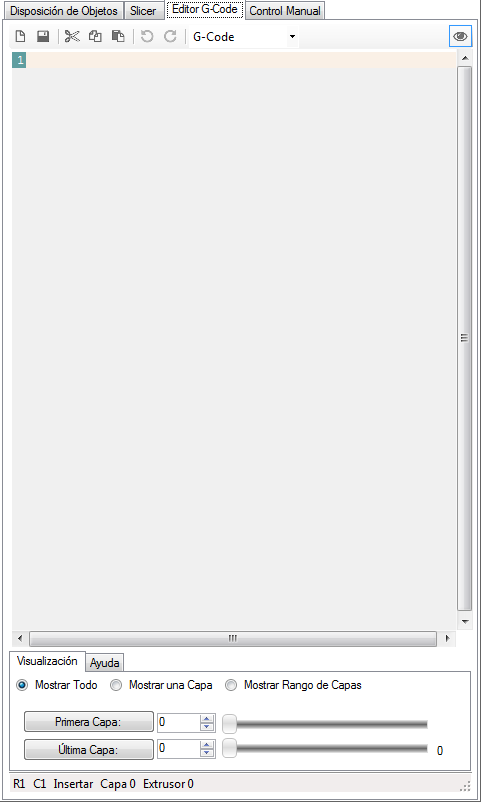 Disposición de Objetos Slicer Editor G-Code Control Manual
G-Code
1
Visualización Ayuda
Mostrar Todo Mostrar una Capa Mostrar Rango de Capas
Primera Capa: 0
Última Capa: 0 0
R1 C1 Insertar Capa 0 Extrusor 0